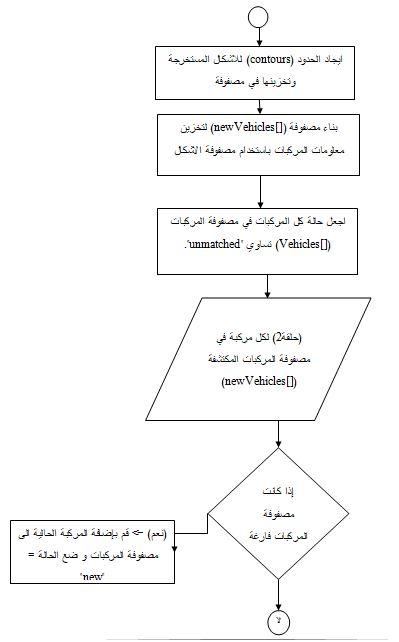 ايجاد الحدود (contours) للاشكال المستخرجة
وتخزينها في مصفوفة
بناء مصفوفة (newVehicles[]) لتخزين
معلومات المركبات باستخدام مصفوفة الاشكال
لجعل حالة كل المركبات في مصفوفة المركبات
(Vehicles[]) تساوي 'unmatched'.
(حلقة2) لكل مركبة في
مصفوفة المركبات المكتشفة
(newVehicles[])
إذا كانت
مصفوفة
المركبات فارغة
(نعم) -> قم بإضافة المركبة الحالية الى
مصفوفة المركبات و ضع الحالة =
'new'
لا